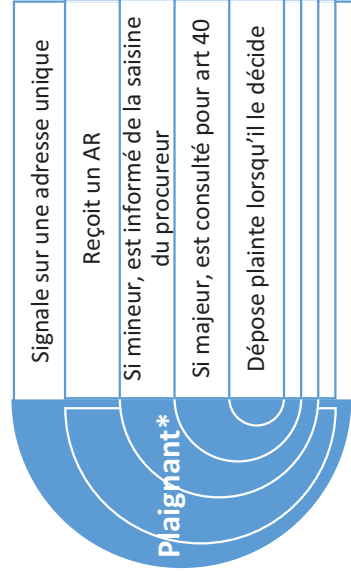 Plaignant*
Signale sur une adresse unique
Reçoit un AR
Si mineur, est informé de la saisine
du procureur
Si majeur, est consulté pour art 40
Dépose plainte lorsqu'il le décide